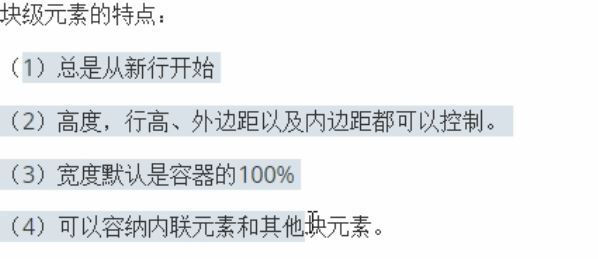 块级元素的特点：
（1）总是从新行开始
（2）高度，行高、外边距以及内边距都可以控制。
（3）宽度默认是容器的100%
（4）可以容纳内联元素和其他块元素。